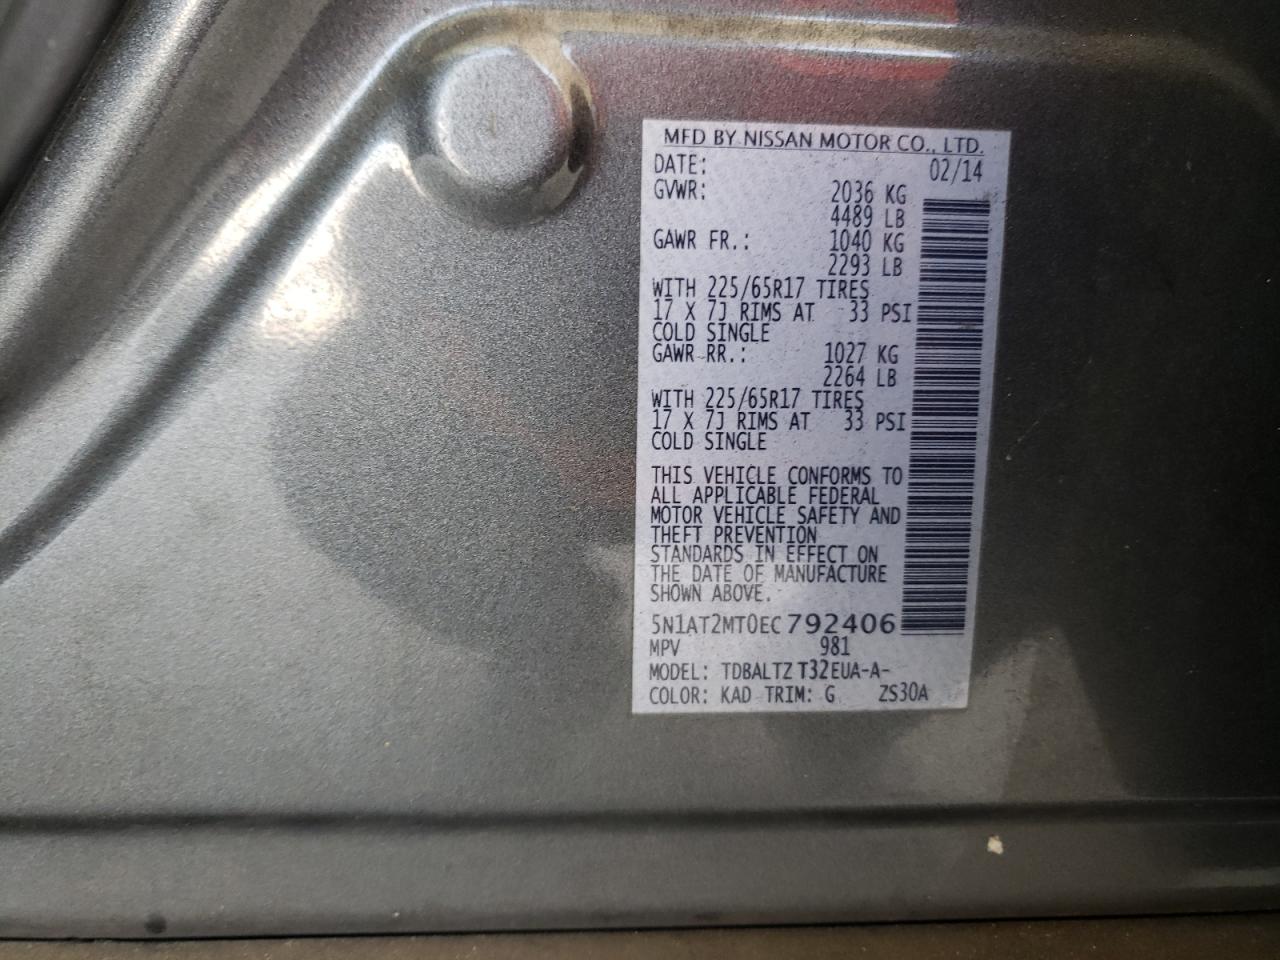 MFD BY NISSAN MOTOR CO., LTD.
DATE: 02/14
GVWR: 2036 KG
4489 LB
GAWR FR.: 1040 KG
2293 LB
WITH 225/65R17 TIRES
17 X 7J RIMS AT 33 PSI
COLD SINGLE
GAWR RR.: 1027 KG
2264 LB
WITH 225/65R17 TIRES
17 X 7J RIMS AT 33 PSI
COLD SINGLE
THIS VEHICLE CONFORMS TO
ALL APPLICABLE FEDERAL
MOTOR VEHICLE SAFETY AND
THEFT PREVENTION
STANDARDS IN EFFECT ON
THE DATE OF MANUFACTURE
SHOWN ABOVE.
5N1AT2MT0EC792406
MPV 981
MODEL: TDBALTZ T32EUA-A-
COLOR: KAD TRIM: G ZS30A